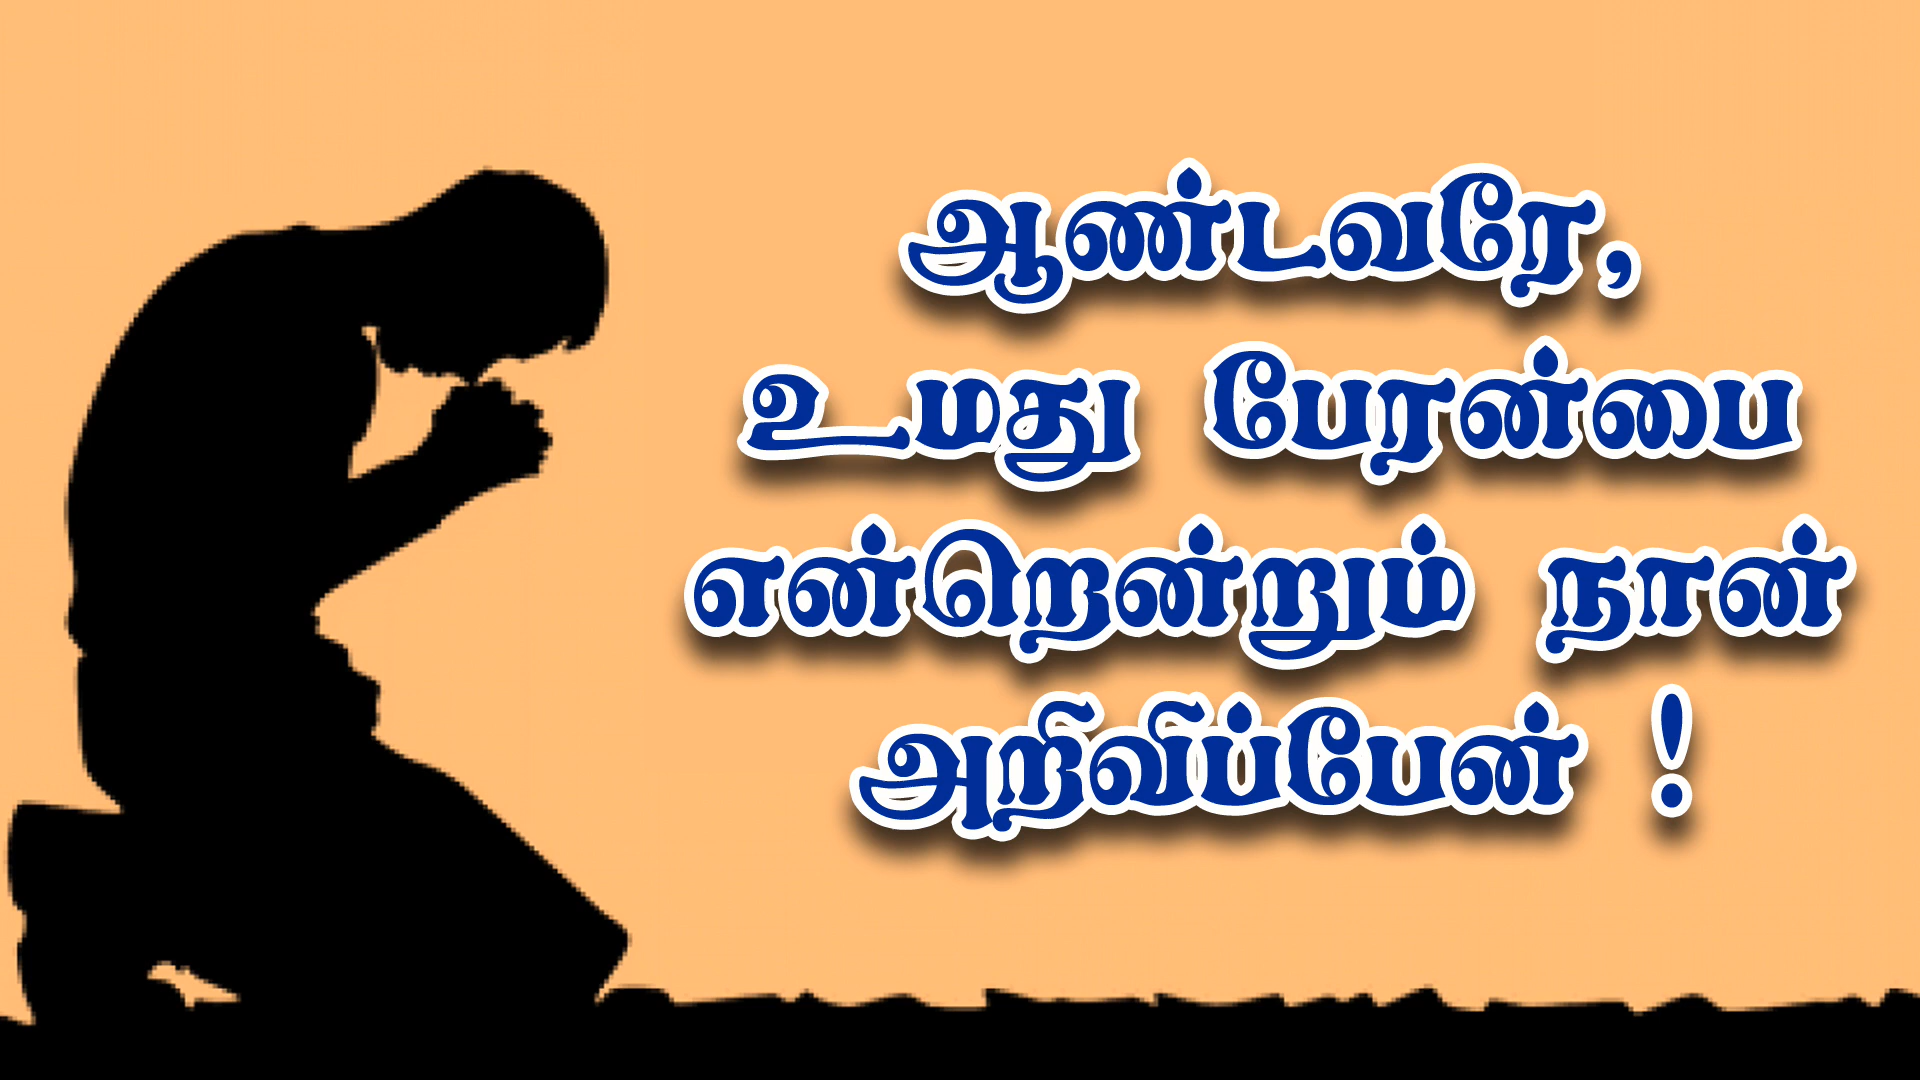 ஆண்டவரே,
உமது பேரன்பை
என்றென்றும் நான்
அறிவிப்பேன் !